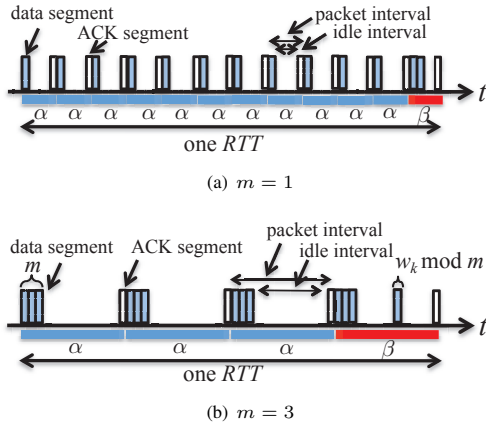 packet interval
data segment
ACK segment
idle interval
t
α α α α α α α α α α α β
one RTT
(a) m = 1
packet interval
data segment
ACK segment
idle interval
m
w_k mod m
t
α α α β
one RTT
(b) m = 3